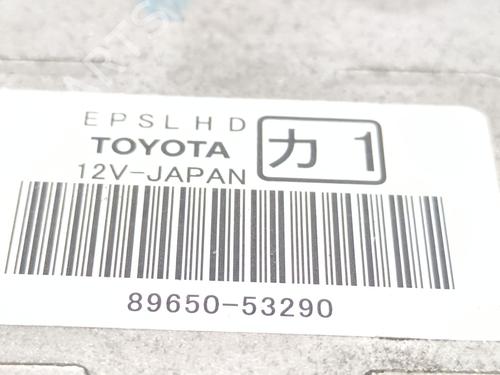 EPSLHD
TOYOTA
12V-JAPAN
カ 1
89650-53290